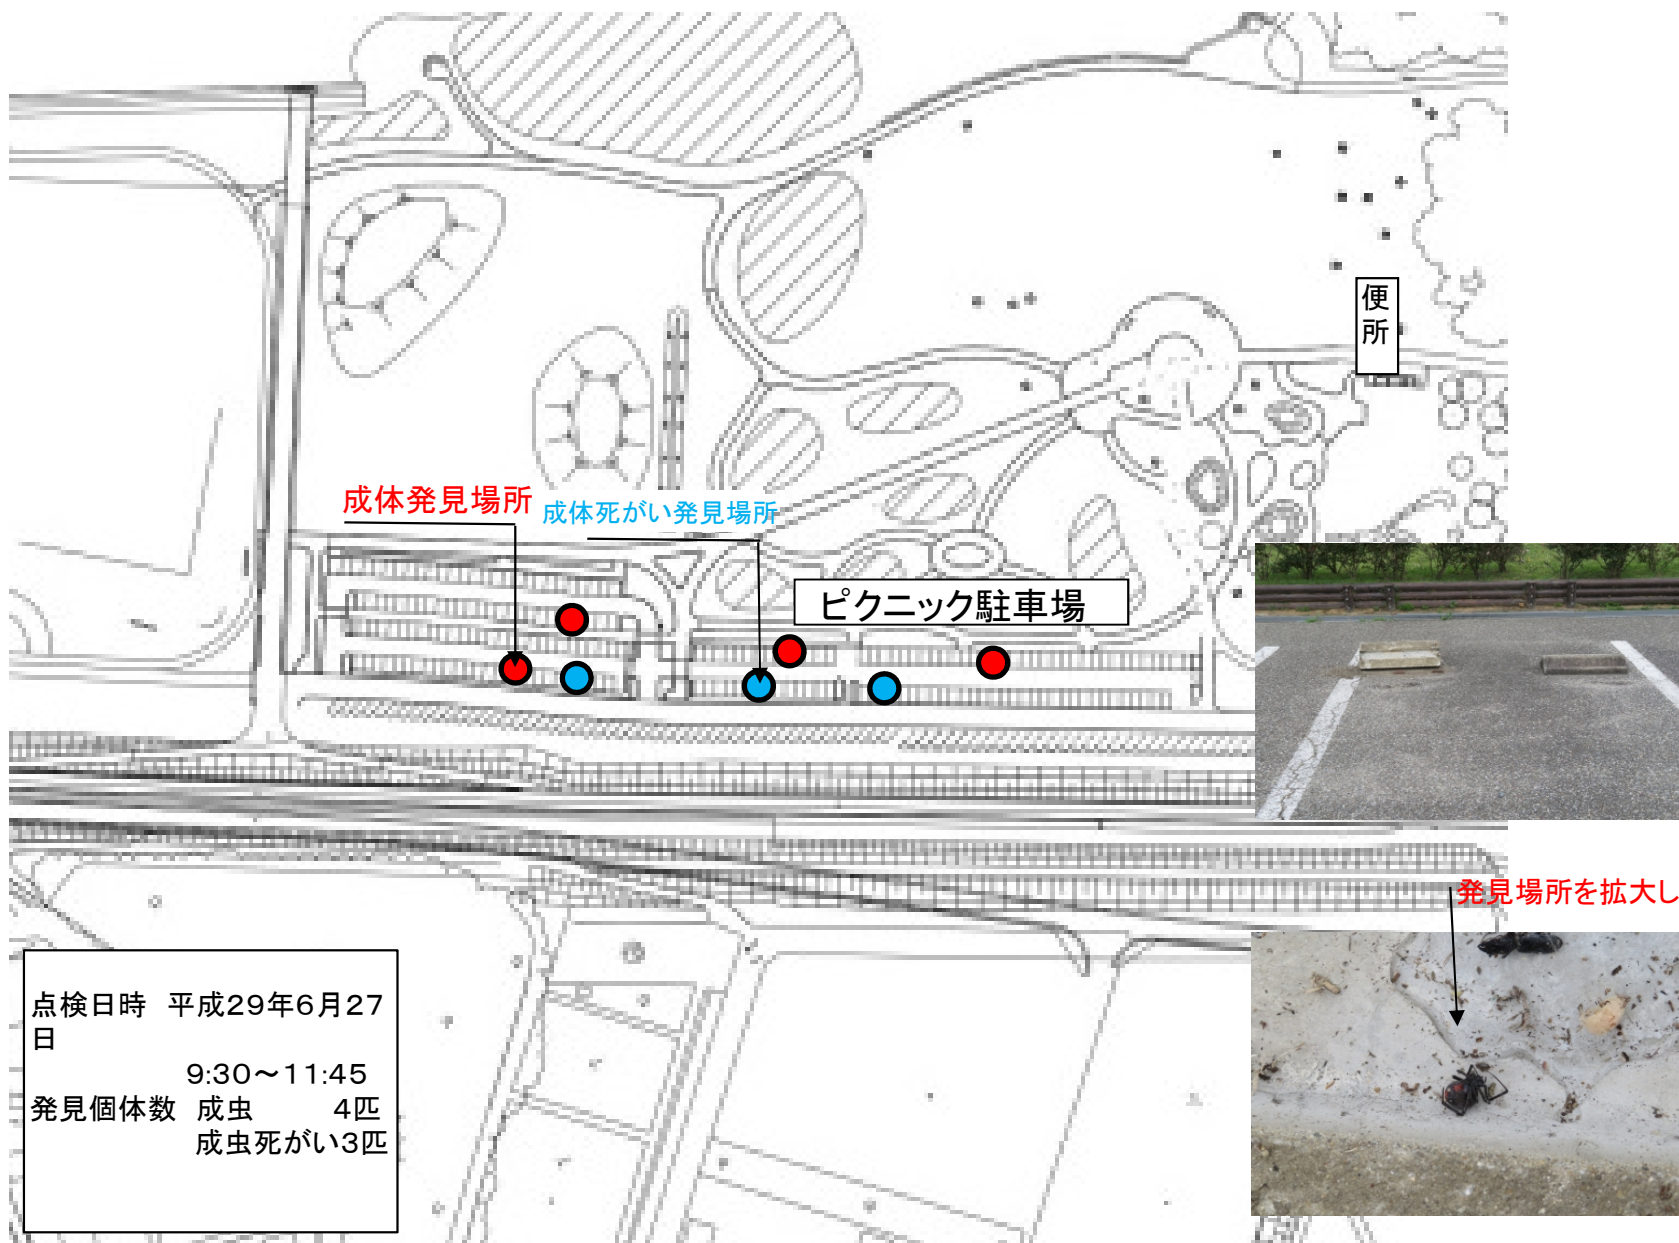 便
所
成体発見場所
成体死がい発見場所
ピクニック駐車場
発見場所を拡大し
点検日時　平成29年6月27
日
9:30～11:45
発見個体数　成虫　　　4匹
成虫死がい3匹